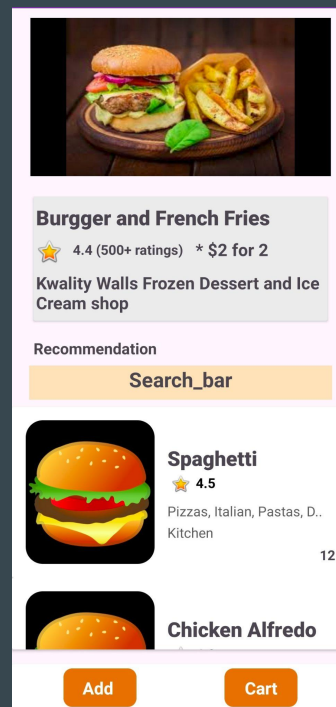 Burgger and French Fries
4.4 (500+ ratings) * $2 for 2
Kwality Walls Frozen Dessert and Ice
Cream shop
Recommendation
Search_bar
Spaghetti
4.5
Pizzas, Italian, Pastas, D..
Kitchen
12
Chicken Alfredo
Add
Cart